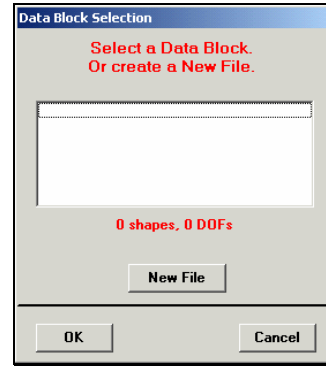 Data Block Selection
Select a Data Block.
Or create a New File.
0 shapes, 0 DOFs
New File
OK
Cancel